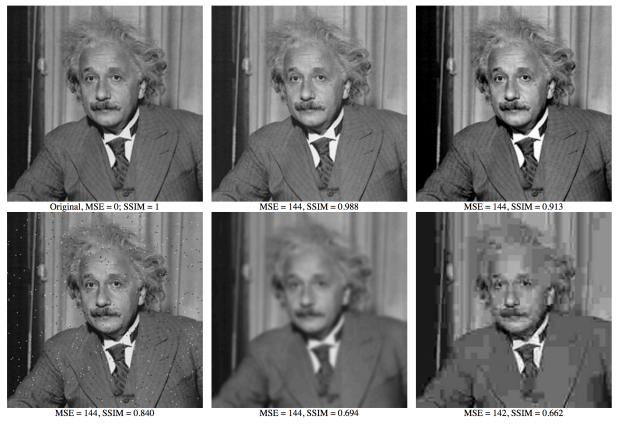 Original, MSE = 0; SSIM = 1
MSE = 144, SSIM = 0.988
MSE = 144, SSIM = 0.913
MSE = 144, SSIM = 0.840
MSE = 144, SSIM = 0.694
MSE = 142, SSIM = 0.662